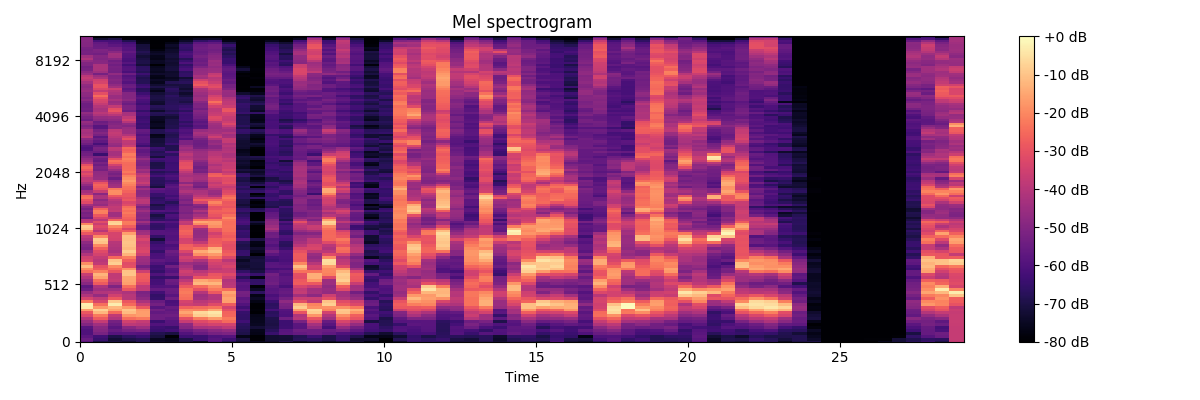 Mel spectrogram
8192
4096
2048
1024
512
0
Hz
0 5 10 15 20 25
Time
+0 dB
-10 dB
-20 dB
-30 dB
-40 dB
-50 dB
-60 dB
-70 dB
-80 dB